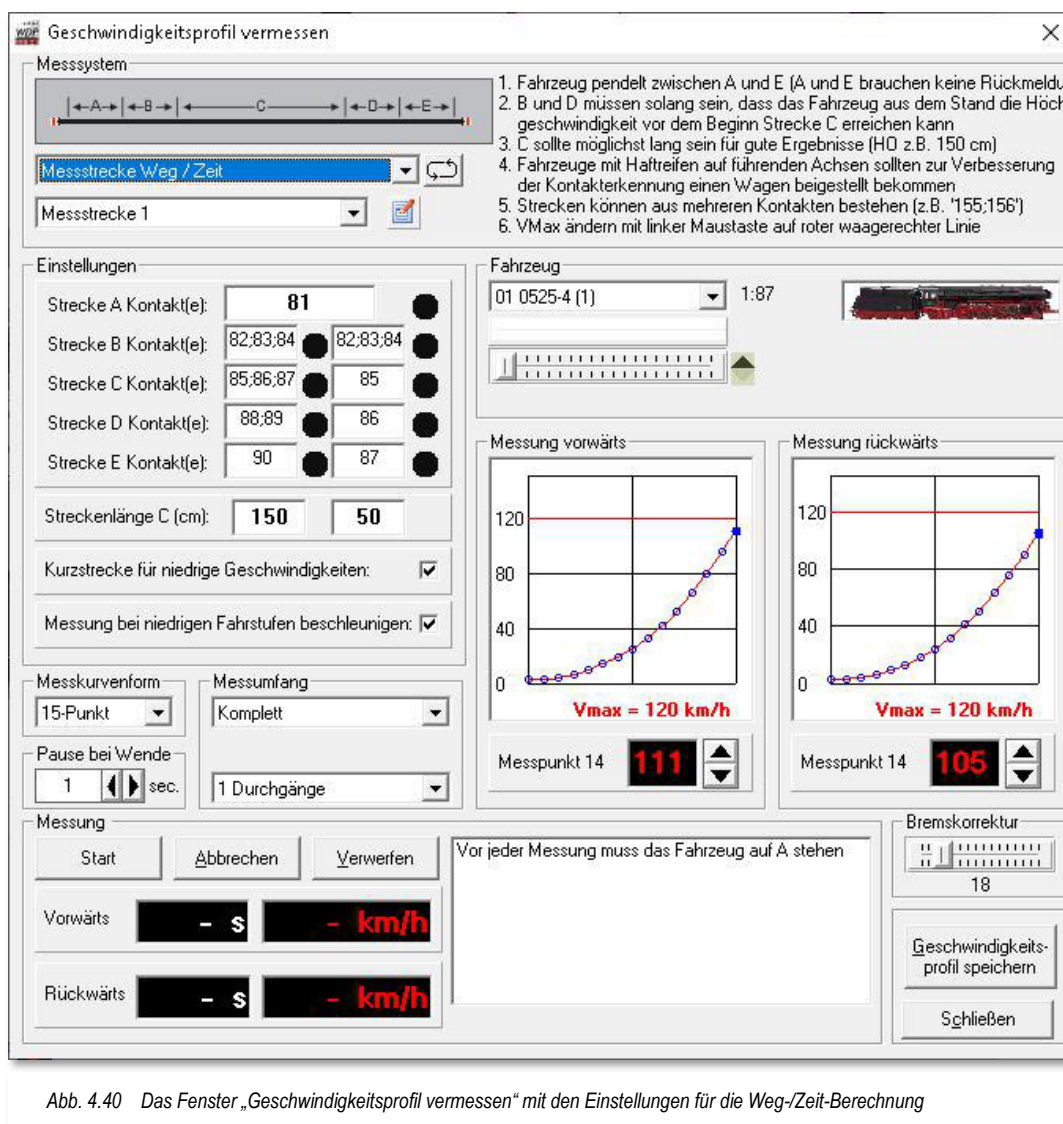 WDP Geschwindigkeitsprofil vermessen
Messsystem
A B C D E
1. Fahrzeug pendelt zwischen A und E (A und E brauchen keine Rückmeldu
2. B und D müssen solang sein, dass das Fahrzeug aus dem Stand die Höch
geschwindigkeit vor dem Beginn Strecke C erreichen kann
3. C sollte möglichst lang sein für gute Ergebnisse (HO z.B. 150 cm)
4. Fahrzeuge mit Haftreifen auf führenden Achsen sollten zur Verbesserung
der Kontakterkennung einen Wagen beigestellt bekommen
5. Strecken können aus mehreren Kontakten bestehen (z.B. '155;156')
6. VMax ändern mit linker Maustaste auf roter waagerechter Linie
Messstrecke Weg / Zeit
Messstrecke 1
Einstellungen
Strecke A Kontakt(e): 81
Strecke B Kontakt(e): 82;83;84 82;83;84
Strecke C Kontakt(e): 85;86;87 85
Strecke D Kontakt(e): 88;89 86
Strecke E Kontakt(e): 90 87
Streckenlänge C (cm): 150 50
Kurzstrecke für niedrige Geschwindigkeiten:
Messung bei niedrigen Fahrstufen beschleunigen:
Fahrzeug
01 0525-4 (1) 1:87
Messung vorwärts
120
80
40
0
Vmax = 120 km/h
Messpunkt 14 111
Messung rückwärts
120
80
40
0
Vmax = 120 km/h
Messpunkt 14 105
Messkurvenform
15-Punkt
Messumfang
Komplett
Pause bei Wende
1 sec.
1 Durchgänge
Messung
Start Abbrechen Verwerfen
Vorwärts - s - km/h
Rückwärts - s - km/h
Vor jeder Messung muss das Fahrzeug auf A stehen
Bremskorrektur
18
Geschwindigkeits-
profil speichern
Schließen
Abb. 4.40 Das Fenster „Geschwindigkeitsprofil vermessen“ mit den Einstellungen für die Weg-/Zeit-Berechnung